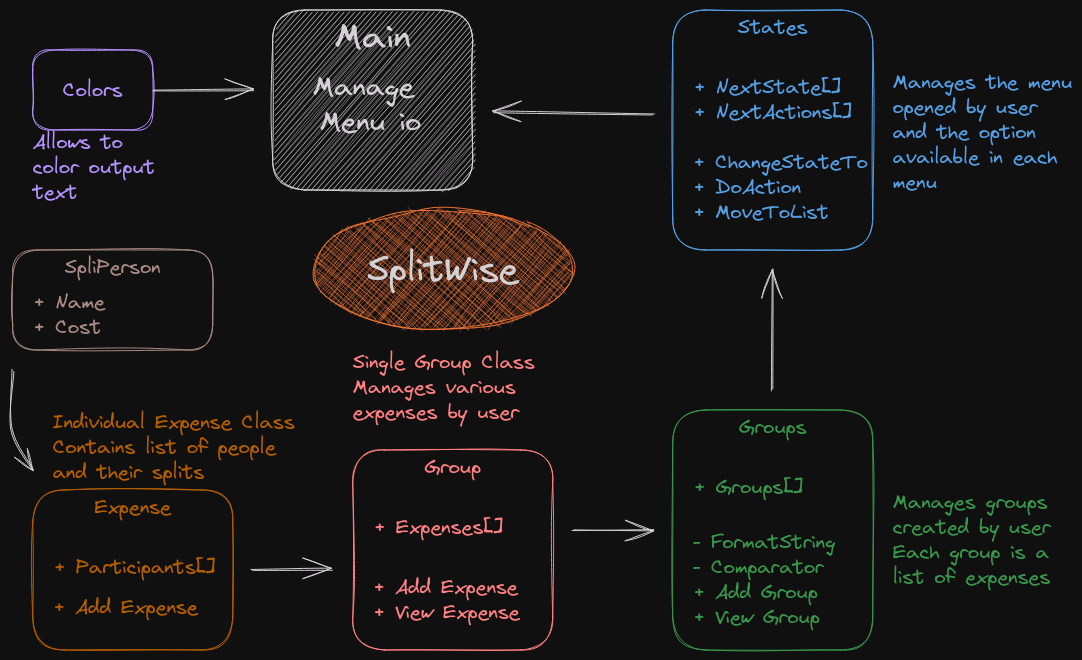 Main
Manage
Menu io
Colors
Allows to
color output
text
States
+ NextState[]
+ NextActions[]
+ ChangeStateTo
+ DoAction
+ MoveToList
Manages the menu
opened by user
and the option
available in each
menu
SpliPerson
+ Name
+ Cost
SplitWise
Single Group Class
Manages various
expenses by user
Individual Expense Class
Contains list of people
and their splits
Expense
+ Participants[]
+ Add Expense
Group
+ Expenses[]
+ Add Expense
+ View Expense
Groups
+ Groups[]
- FormatString
- Comparator
+ Add Group
+ View Group
Manages groups
created by user
Each group is a
list of expenses